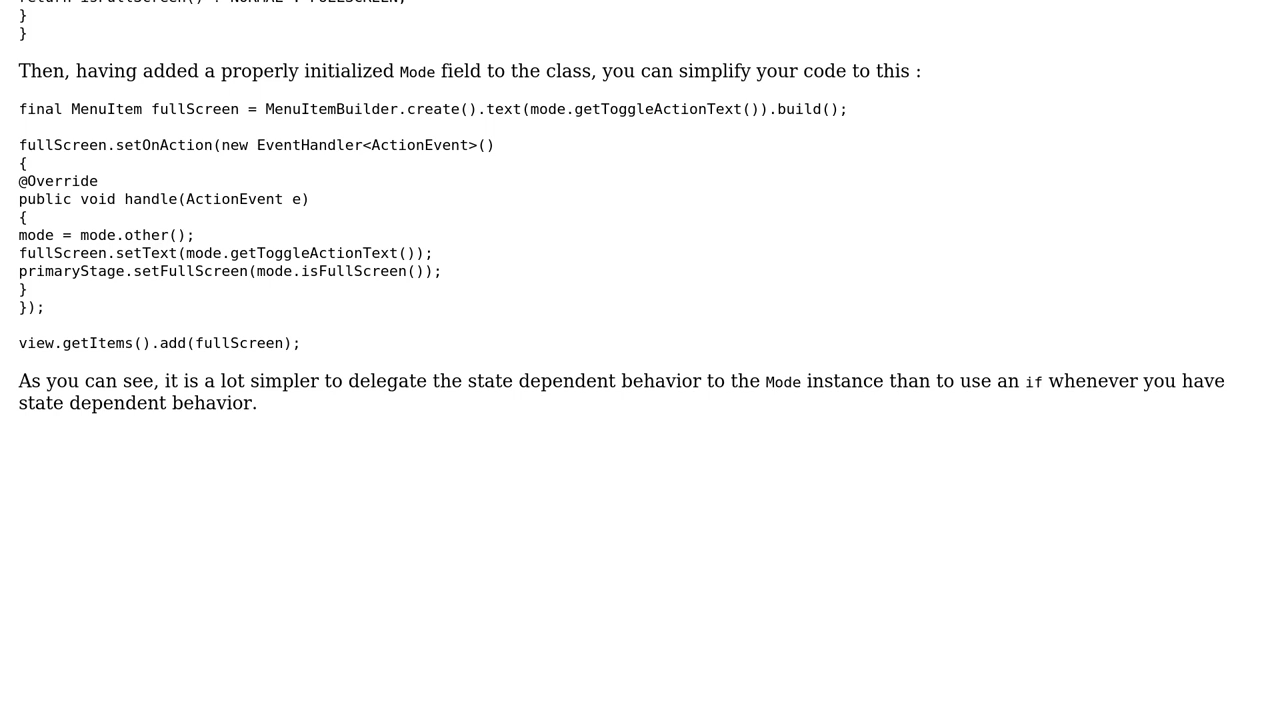 return isFullScreen() ? NORMAL : FULLSCREEN;
}
}
Then, having added a properly initialized Mode field to the class, you can simplify your code to this :
final MenuItem fullScreen = MenuItemBuilder.create().text(mode.getToggleActionText()).build();
fullScreen.setOnAction(new EventHandler<ActionEvent>()
{
@Override
public void handle(ActionEvent e)
{
mode = mode.other();
fullScreen.setText(mode.getToggleActionText());
primaryStage.setFullScreen(mode.isFullScreen());
}
});
view.getItems().add(fullScreen);
As you can see, it is a lot simpler to delegate the state dependent behavior to the Mode instance than to use an if whenever you have
state dependent behavior.